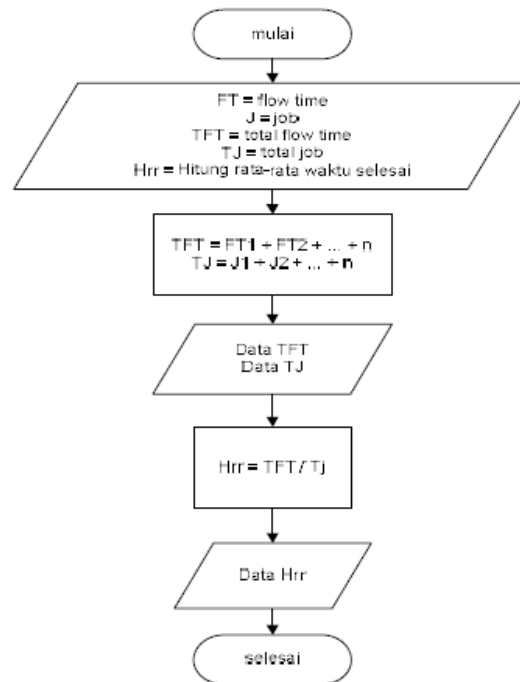 mulai
FT = flow time
J = job
TFT = total flow time
TJ = total job
Hrr = Hitung rata-rata waktu selesai
TFT = FT1 + FT2 + ... + n
TJ = J1 + J2 + ... + n
Data TFT
Data TJ
Hrr = TFT / Tj
Data Hrr
selesai